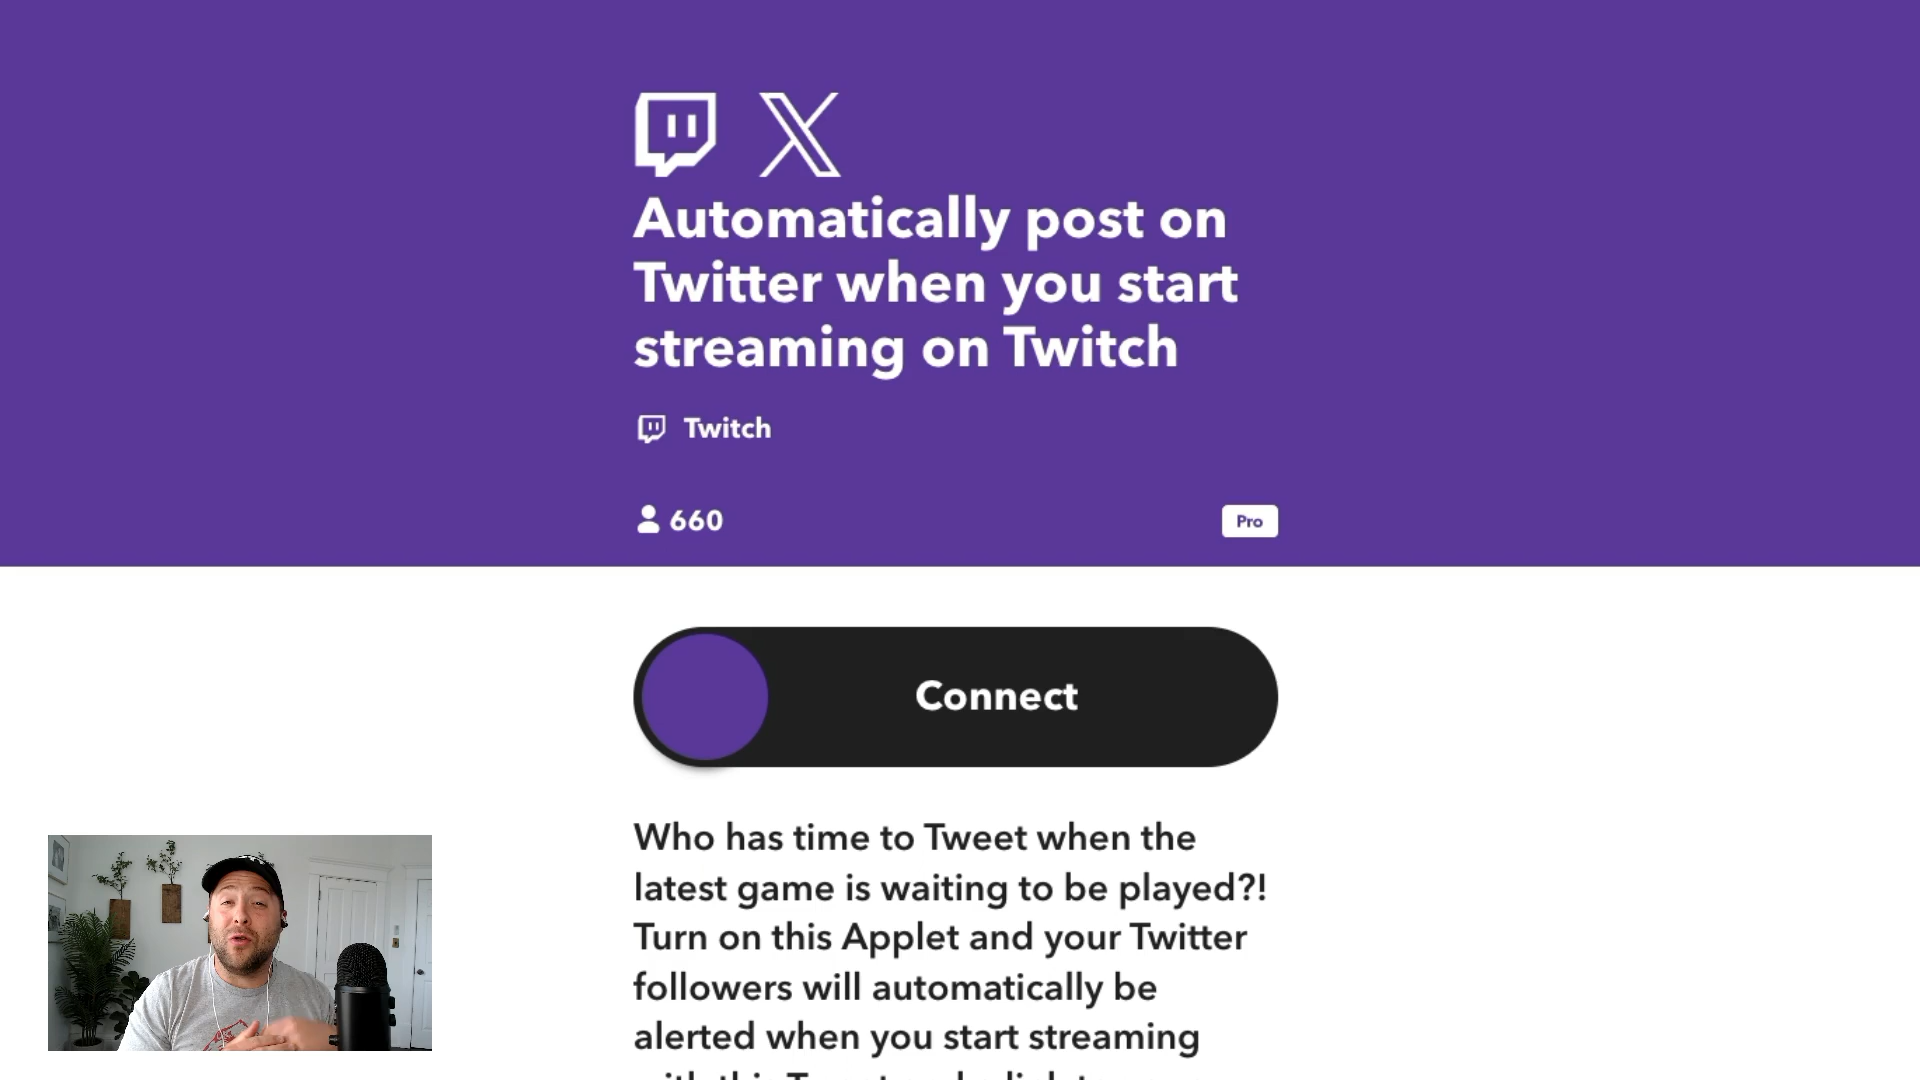 Automatically post on
Twitter when you start
streaming on Twitch
Twitch
660
Pro
Connect
Who has time to Tweet when the
latest game is waiting to be played?!
Turn on this Applet and your Twitter
followers will automatically be
alerted when you start streaming